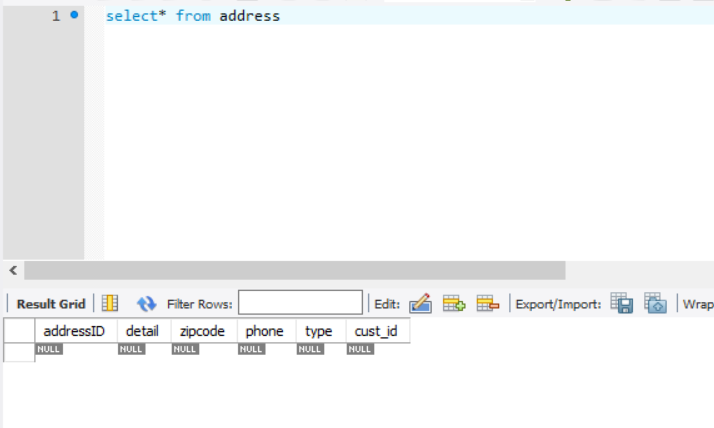 1 select* from address
Result Grid Filter Rows: Edit: Export/Import: Wrap
addressID detail zipcode phone type cust_id
NULL NULL NULL NULL NULL NULL